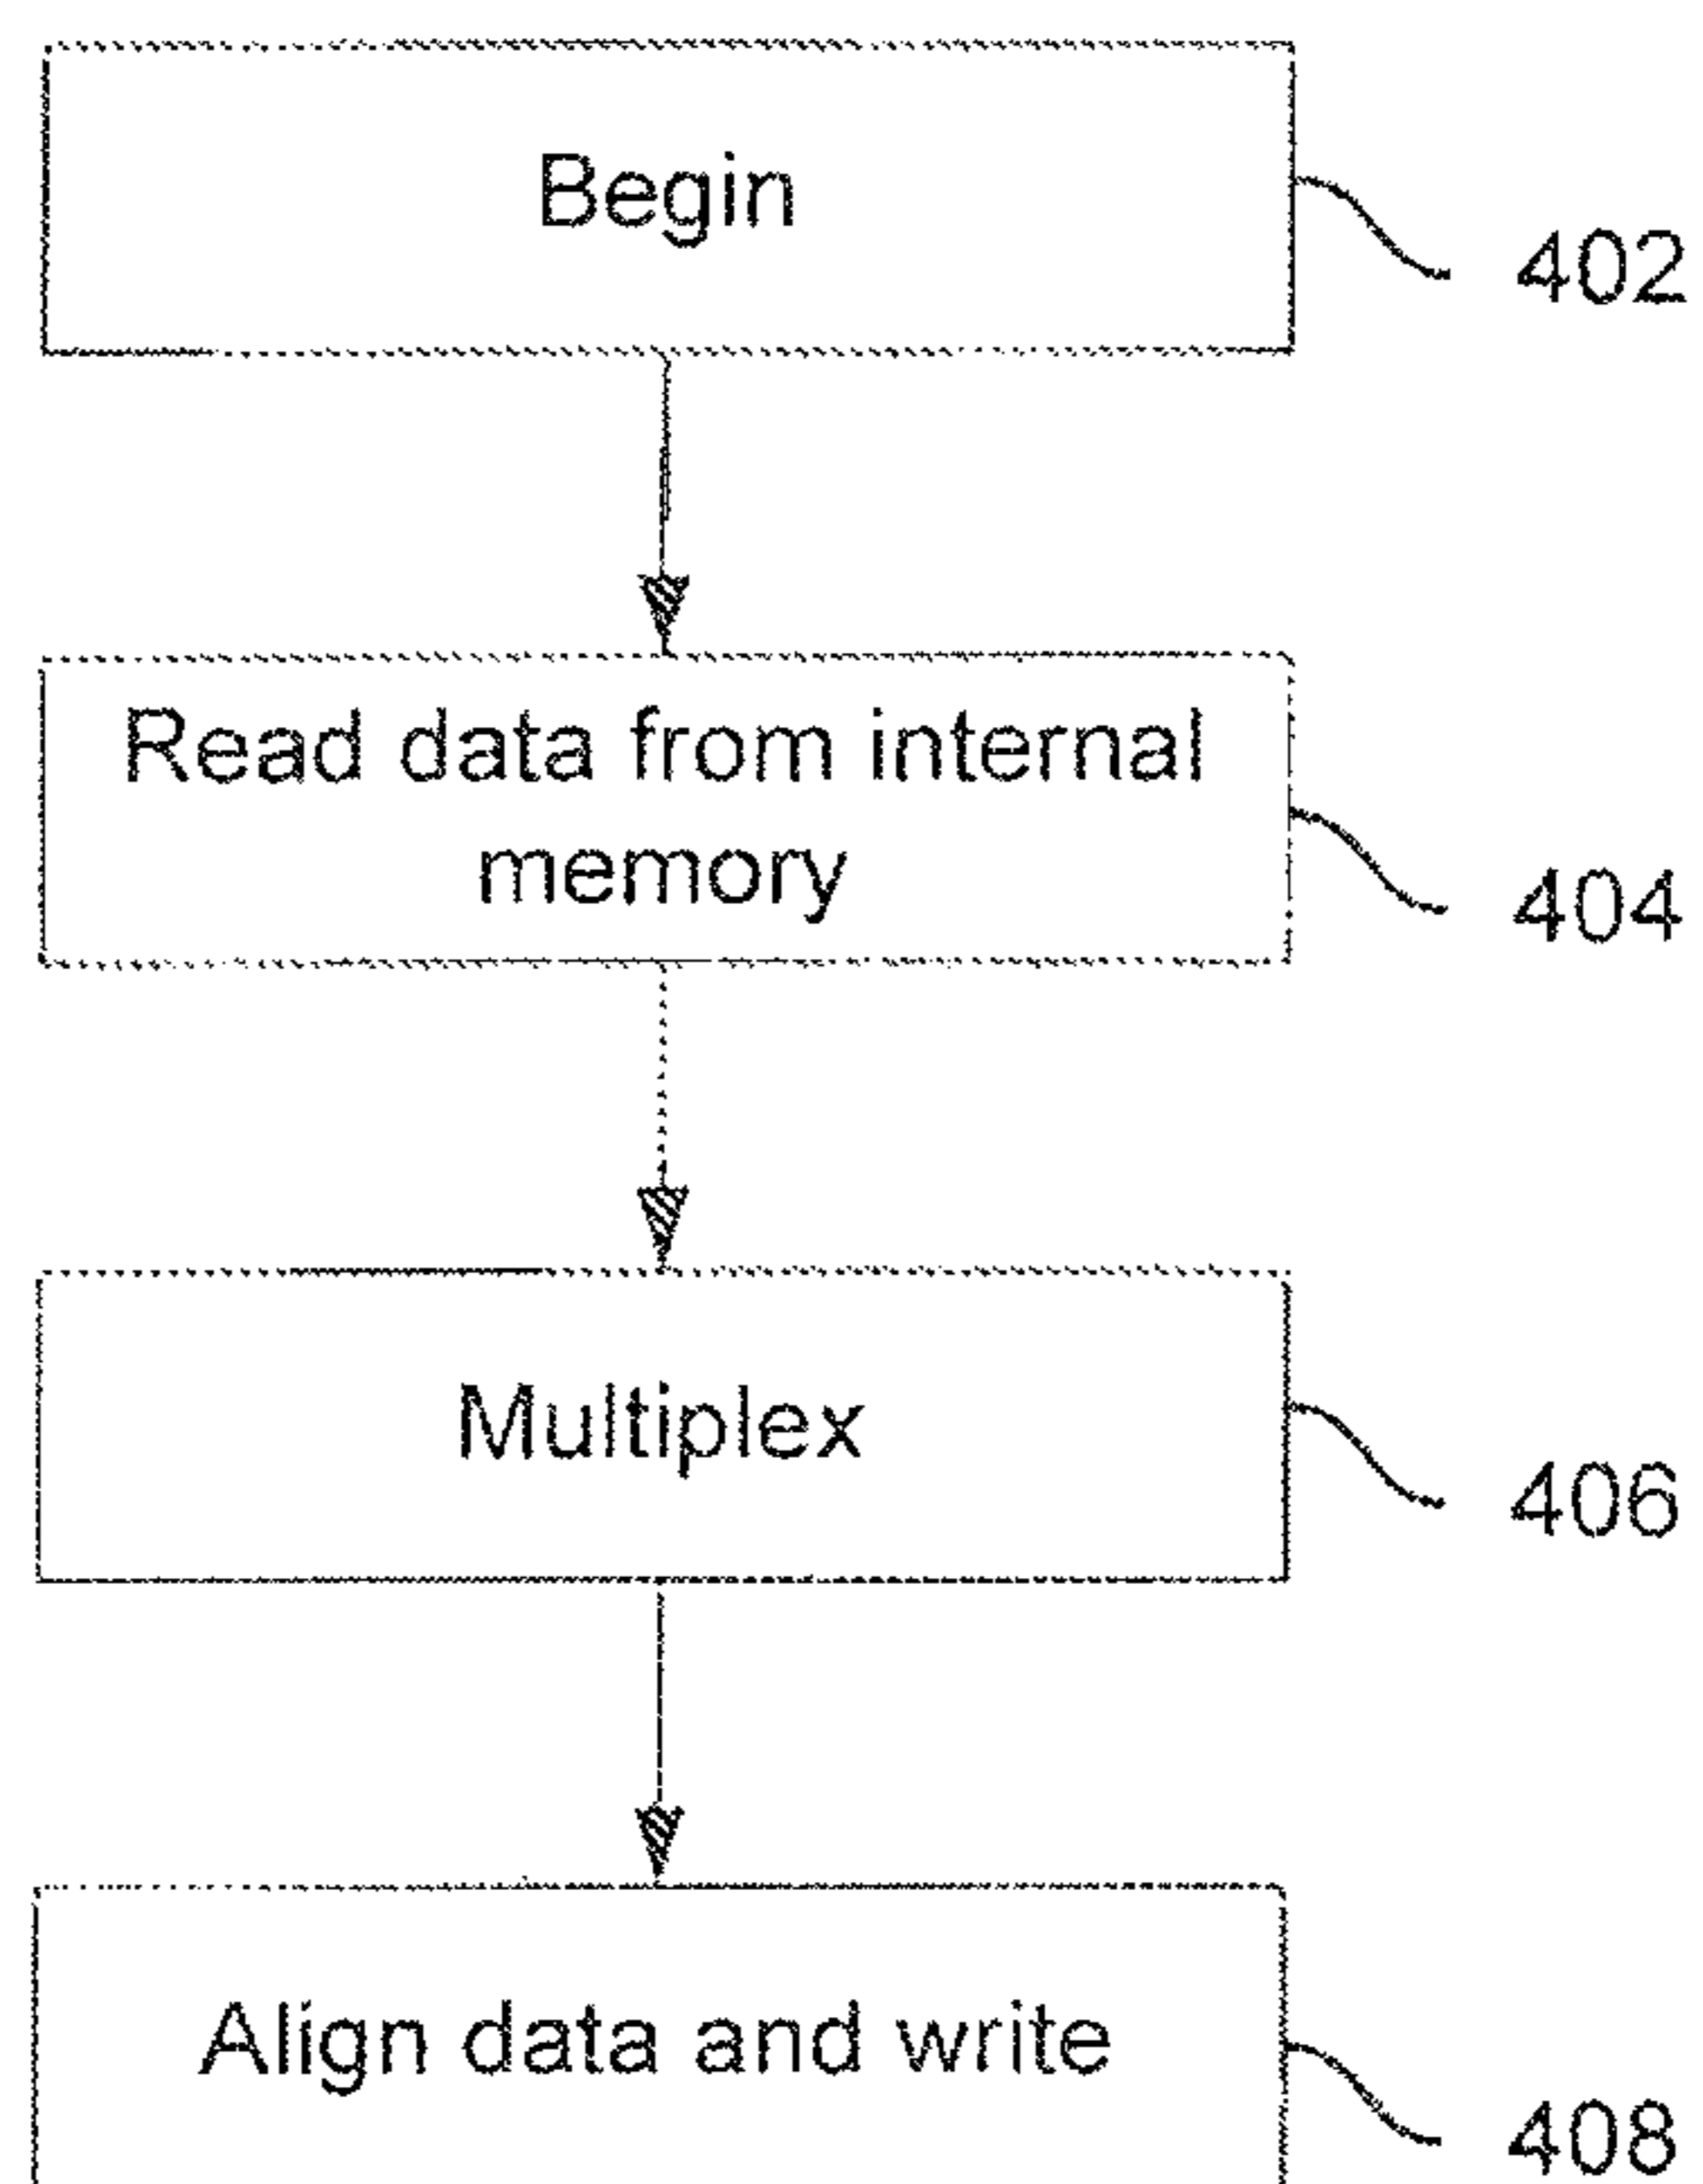 Begin
402
Read data from internal
memory
404
Multiplex
406
Align data and write
408